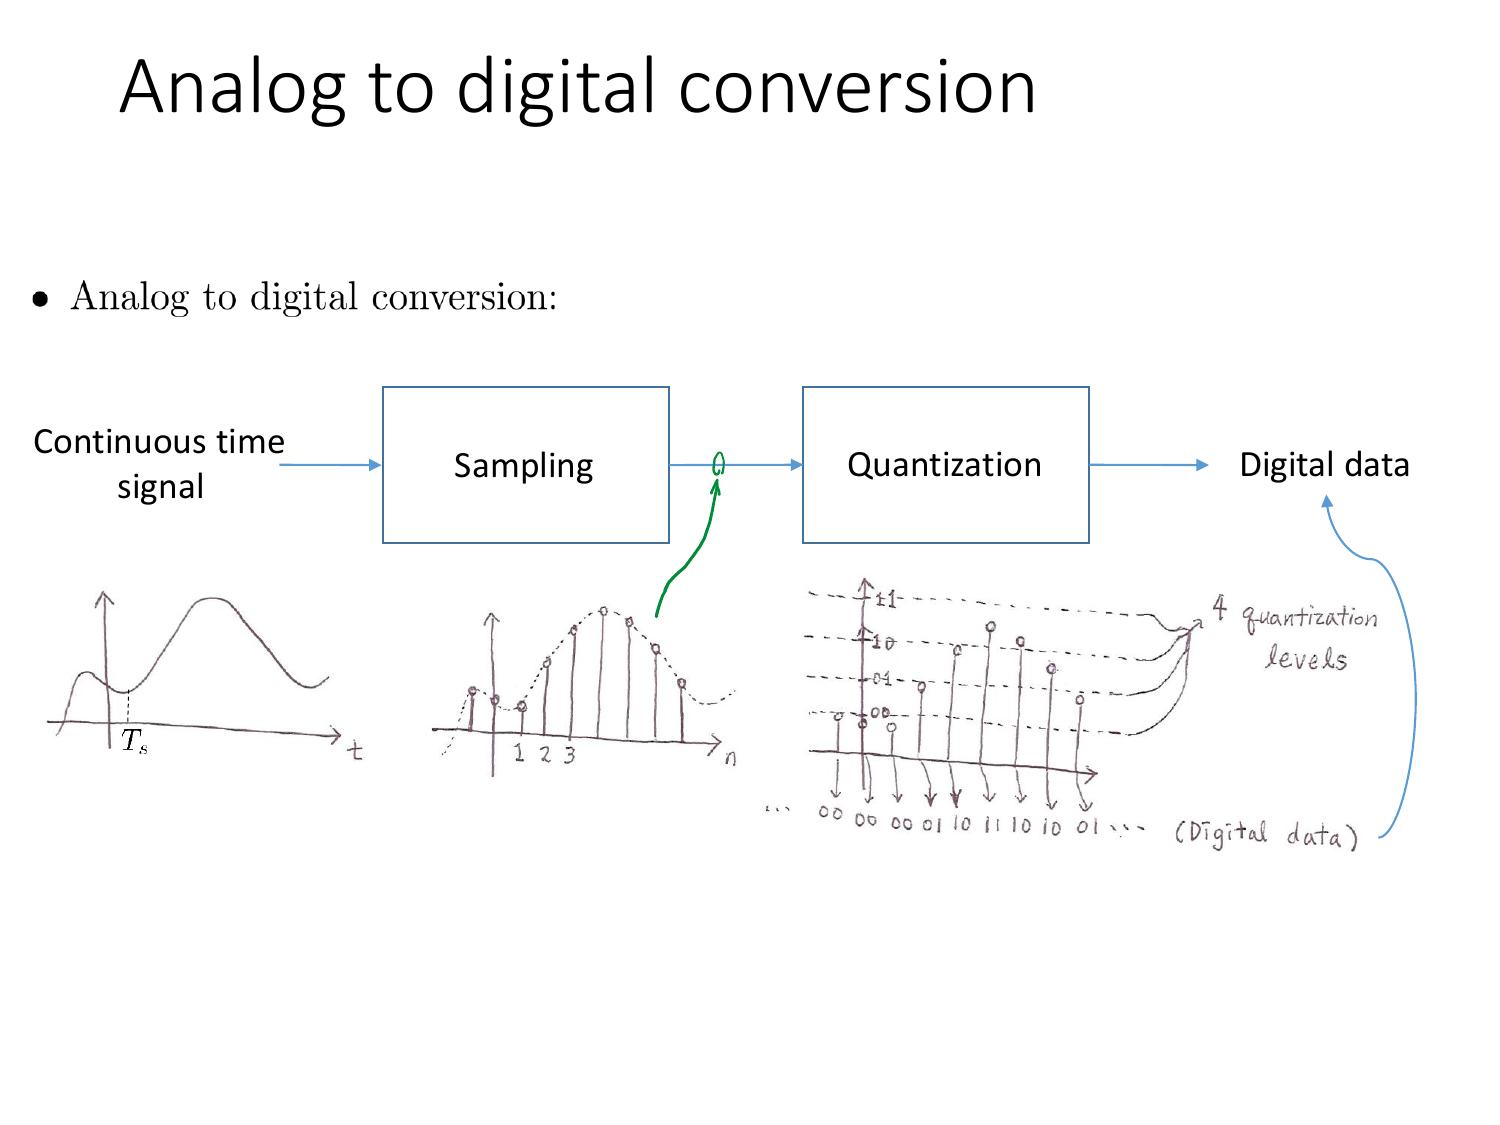 Analog to digital conversion
• Analog to digital conversion:
Continuous time
signal
Sampling
Quantization
Digital data
T_s
t
1 2 3
n
11
10
01
00
4 quantization
levels
... 00 00 00 01 10 11 10 10 01 ... (Digital data)